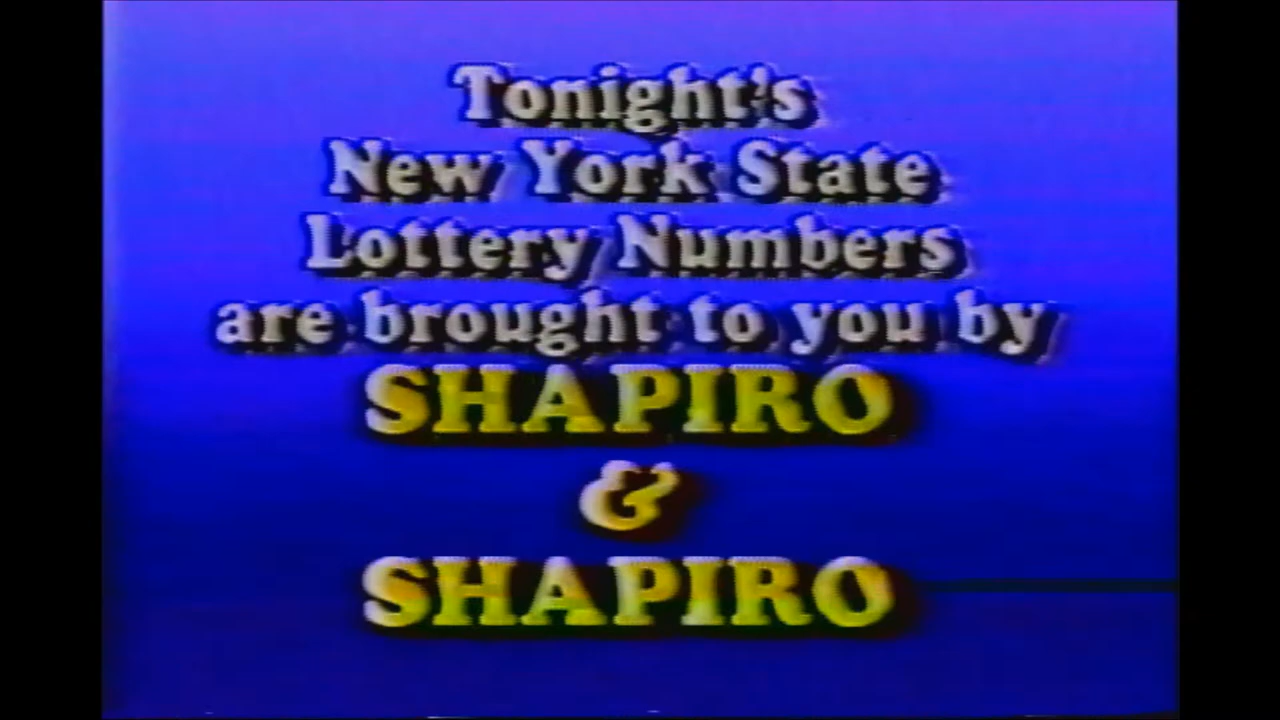 Tonight's
New York State
Lottery Numbers
are brought to you by
SHAPIRO
&
SHAPIRO